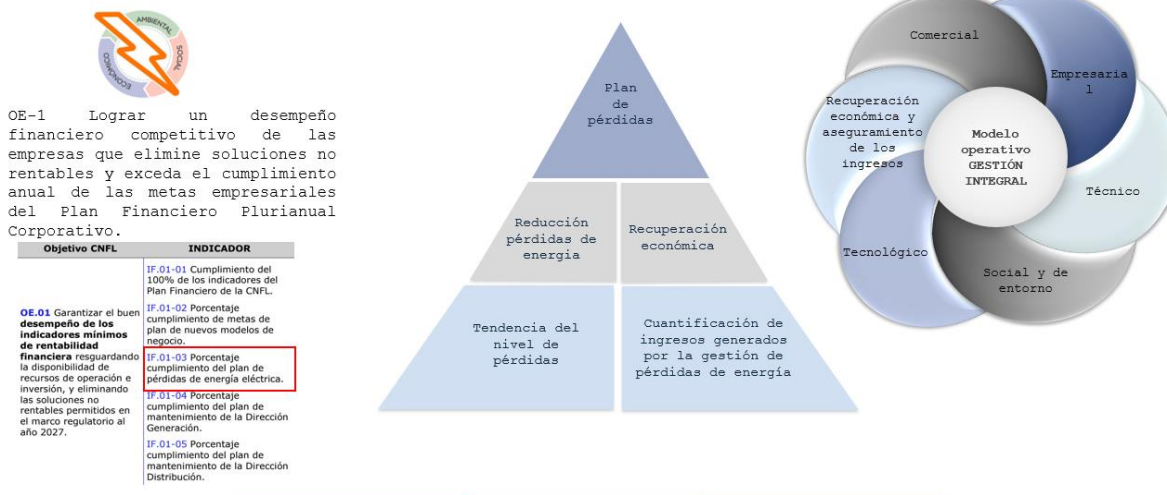 AMBIENTAL
SOCIAL
ECONÓMICO
OE-1 Lograr un desempeño
financiero competitivo de las
empresas que elimine soluciones no
rentables y exceda el cumplimiento
anual de las metas empresariales
del Plan Financiero Plurianual
Corporativo.
Objetivo CNFL
INDICADOR
OE.01 Garantizar el buen
desempeño de los
indicadores mínimos
de rentabilidad
financiera resguardando
la disponibilidad de
recursos de operación e
inversión, y eliminando
las soluciones no
rentables permitidos en
el marco regulatorio al
año 2027.
IF.01-01 Cumplimiento del
100% de los indicadores del
Plan Financiero de la CNFL.
IF.01-02 Porcentaje
cumplimiento de metas de
plan de nuevos modelos de
negocio.
IF.01-03 Porcentaje
cumplimiento del plan de
pérdidas de energía eléctrica.
IF.01-04 Porcentaje
cumplimiento del plan de
mantenimiento de la Dirección
Generación.
IF.01-05 Porcentaje
cumplimiento del plan de
mantenimiento de la Dirección
Distribución.
Plan
de
pérdidas
Reducción
pérdidas de
energia
Recuperación
económica
Tendencia del
nivel de
pérdidas
Cuantificación de
ingresos generados
por la gestión de
pérdidas de energía
Comercial
Empresaria
l
Recuperación
económica y
aseguramiento
de los
ingresos
Modelo
operativo
GESTIÓN
INTEGRAL
Técnico
Tecnológico
Social y de
entorno